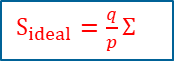 S_ideal = q/p Σ